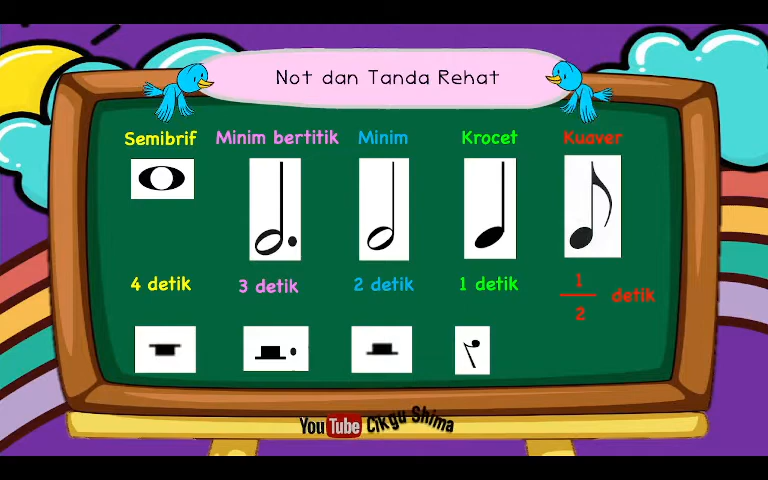 Not dan Tanda Rehat
Semibrif Minim bertitik Minim Krocet Kuaver
4 detik 3 detik 2 detik 1 detik 1/2 detik
YouTube Cikgu Shima